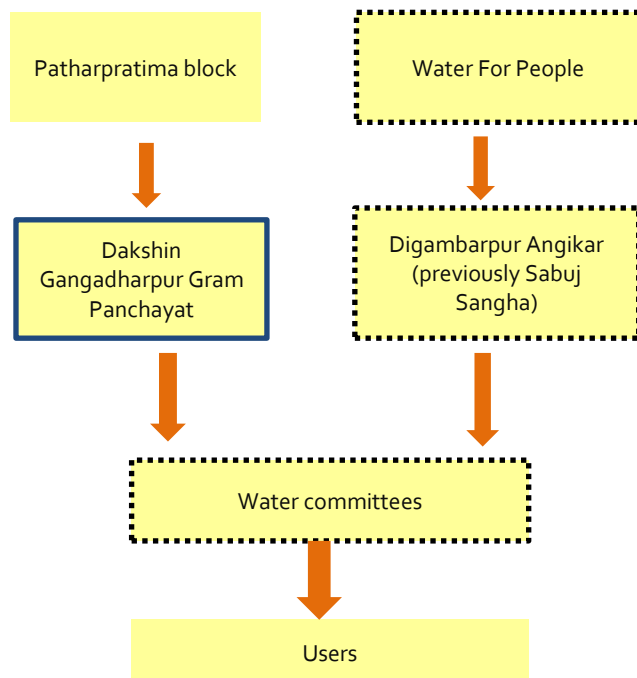 Patharpratima block
Water For People
Dakshin
Gangadharpur Gram
Panchayat
Digambarpur Angikar
(previously Sabuj
Sangha)
Water committees
Users